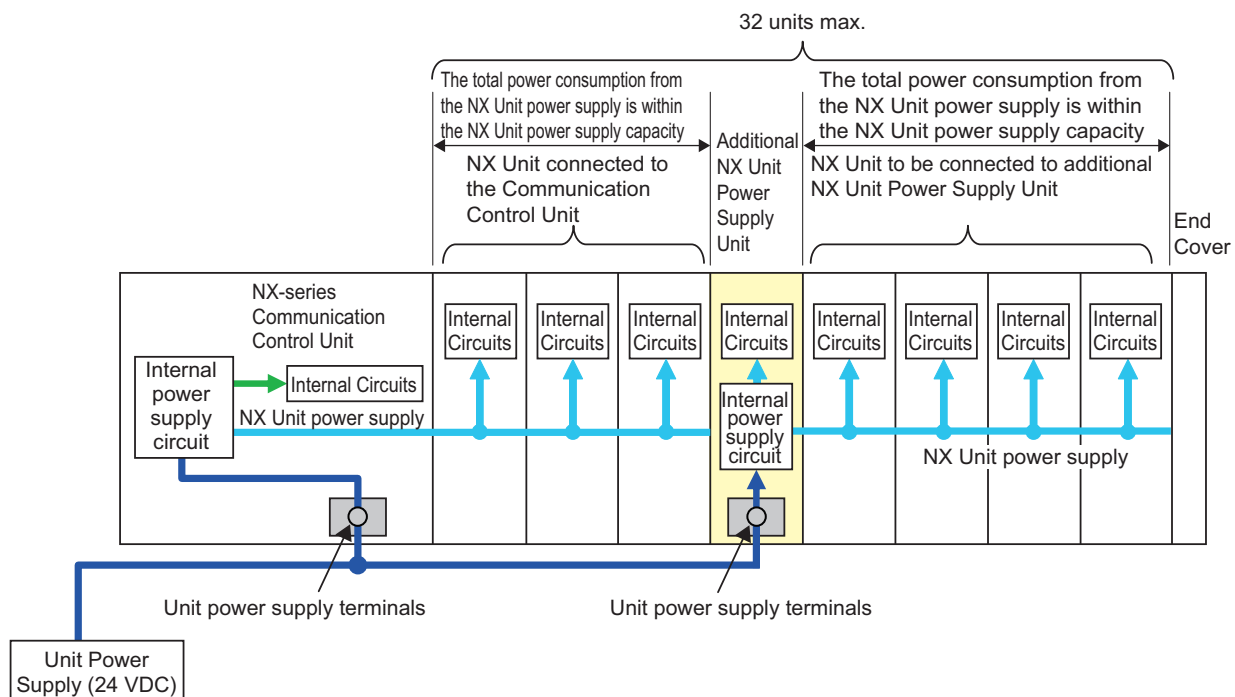 32 units max.
The total power consumption from
the NX Unit power supply is within
the NX Unit power supply capacity
Additional
NX Unit
Power
Supply
Unit
The total power consumption from
the NX Unit power supply is within
the NX Unit power supply capacity
NX Unit connected to
the Communication
Control Unit
NX Unit to be connected to additional
NX Unit Power Supply Unit
End
Cover
NX-series
Communication
Control Unit
Internal
Circuits
Internal
Circuits
Internal
Circuits
Internal
Circuits
Internal
Circuits
Internal
Circuits
Internal
Circuits
Internal
Circuits
Internal
power
supply
circuit
Internal Circuits
NX Unit power supply
Internal
power
supply
circuit
NX Unit power supply
Unit power supply terminals
Unit power supply terminals
Unit Power
Supply (24 VDC)